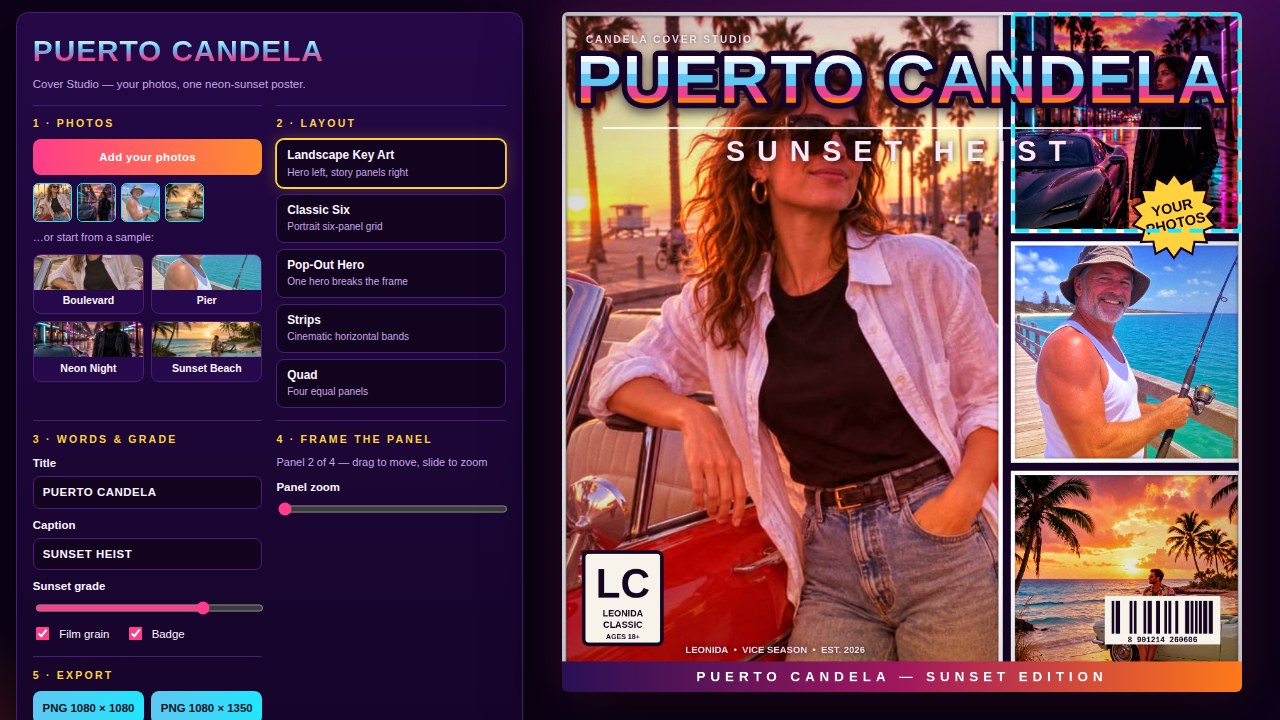 PUERTO CANDELA
Cover Studio — your photos, one neon-sunset poster.
1 · PHOTOS
Add your photos
…or start from a sample:
Boulevard
Pier
Neon Night
Sunset Beach
2 · LAYOUT
Landscape Key Art
Hero left, story panels right
Classic Six
Portrait six-panel grid
Pop-Out Hero
One hero breaks the frame
Strips
Cinematic horizontal bands
Quad
Four equal panels
3 · WORDS & GRADE
Title
PUERTO CANDELA
Caption
SUNSET HEIST
Sunset grade
Film grain
Badge
4 · FRAME THE PANEL
Panel 2 of 4 — drag to move, slide to zoom
Panel zoom
5 · EXPORT
PNG 1080 × 1080
PNG 1080 × 1350
CANDELA COVER STUDIO
PUERTO CANDELA
SUNSET HEIST
YOUR
PHOTOS
LC
LEONIDA
CLASSIC
AGES 18+
LEONIDA • VICE SEASON • EST. 2026
8 901214 260606
PUERTO CANDELA — SUNSET EDITION